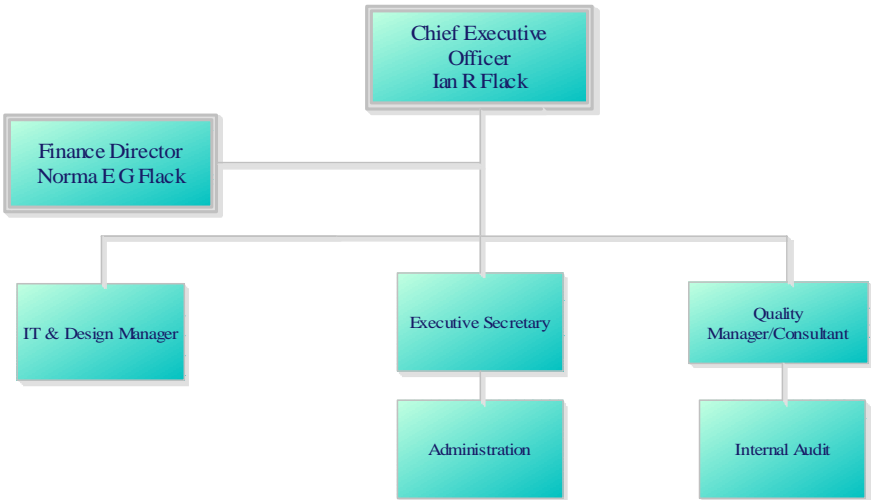 Chief Executive
Officer
Ian R Flack
Finance Director
Norma E G Flack
IT & Design Manager
Executive Secretary
Quality
Manager/Consultant
Administration
Internal Audit